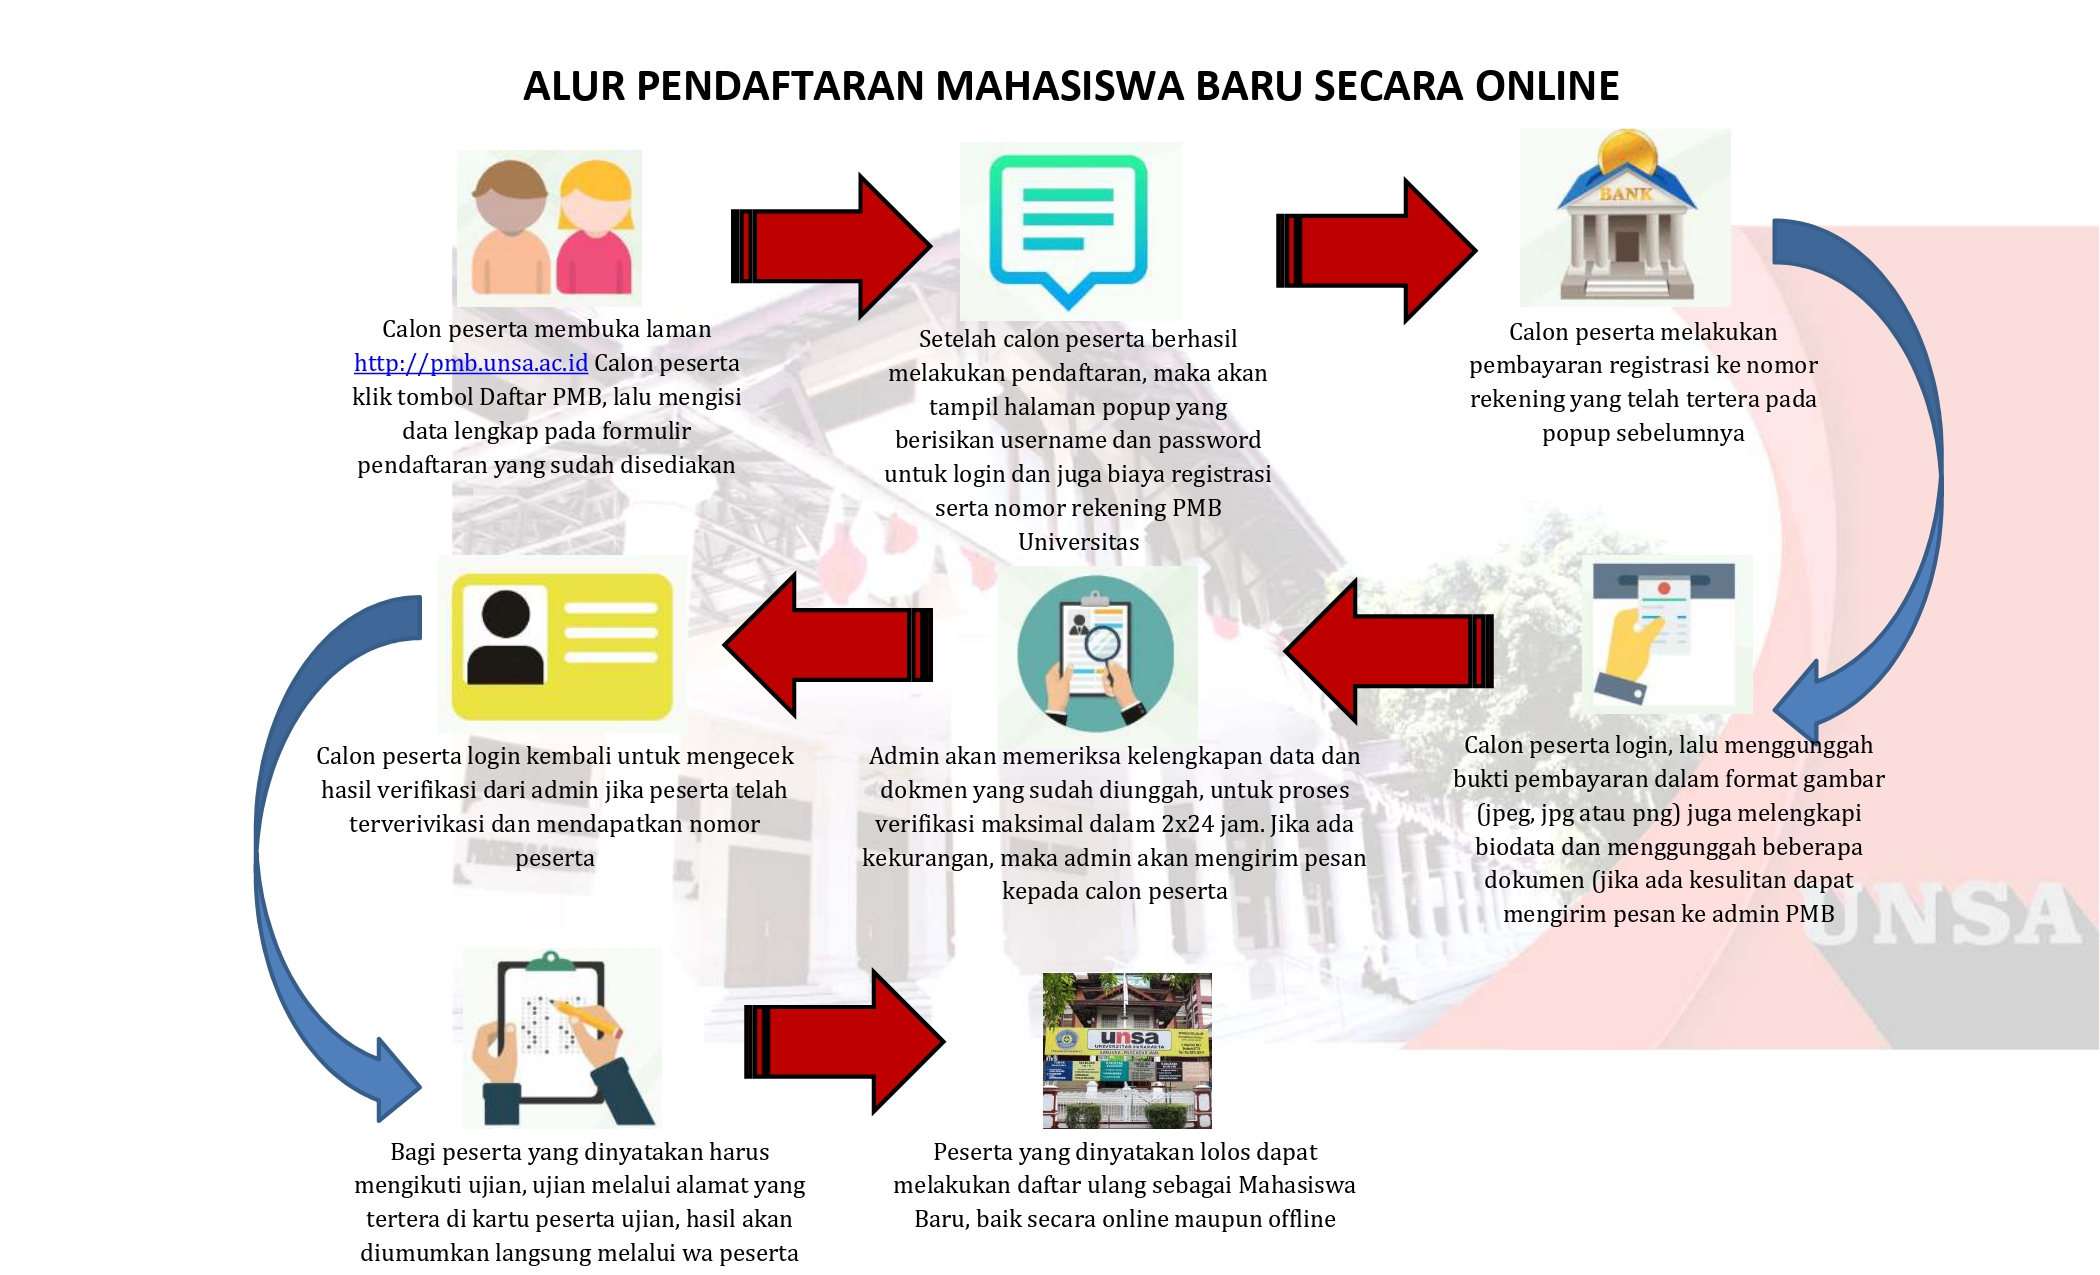 ALUR PENDAFTARAN MAHASISWA BARU SECARA ONLINE
BANK
Calon peserta membuka laman
http://pmb.unsa.ac.id Calon peserta
klik tombol Daftar PMB, lalu mengisi
data lengkap pada formulir
pendaftaran yang sudah disediakan
Setelah calon peserta berhasil
melakukan pendaftaran, maka akan
tampil halaman popup yang
berisikan username dan password
untuk login dan juga biaya registrasi
serta nomor rekening PMB
Universitas
Calon peserta melakukan
pembayaran registrasi ke nomor
rekening yang telah tertera pada
popup sebelumnya
Calon peserta login, lalu menggunggah
bukti pembayaran dalam format gambar
(jpeg, jpg atau png) juga melengkapi
biodata dan menggunggah beberapa
dokumen (jika ada kesulitan dapat
mengirim pesan ke admin PMB
Admin akan memeriksa kelengkapan data dan
dokmen yang sudah diunggah, untuk proses
verifikasi maksimal dalam 2x24 jam. Jika ada
kekurangan, maka admin akan mengirim pesan
kepada calon peserta
Calon peserta login kembali untuk mengecek
hasil verifikasi dari admin jika peserta telah
terverivikasi dan mendapatkan nomor
peserta
UNSA
Bagi peserta yang dinyatakan harus
mengikuti ujian, ujian melalui alamat yang
tertera di kartu peserta ujian, hasil akan
diumumkan langsung melalui wa peserta
unsa
UNIVERSITAS SURAKARTA
Peserta yang dinyatakan lolos dapat
melakukan daftar ulang sebagai Mahasiswa
Baru, baik secara online maupun offline